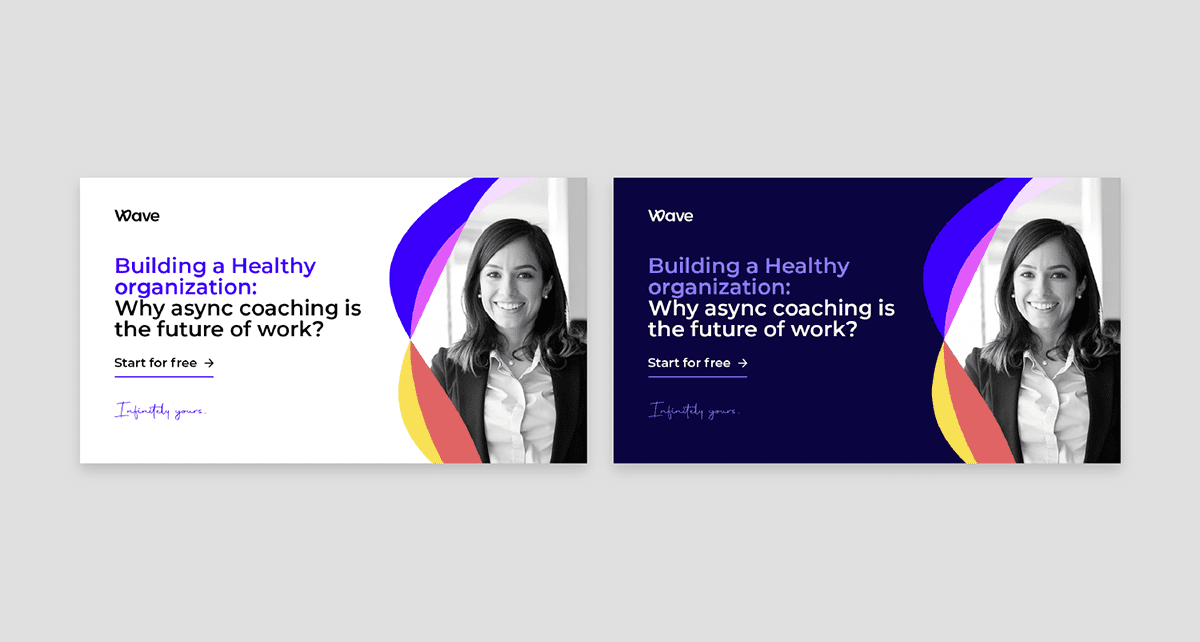 Wave
Building a Healthy
organization:
Why async coaching is
the future of work?
Start for free →
Infinitely yours.
Wave
Building a Healthy
organization:
Why async coaching is
the future of work?
Start for free →
Infinitely yours.